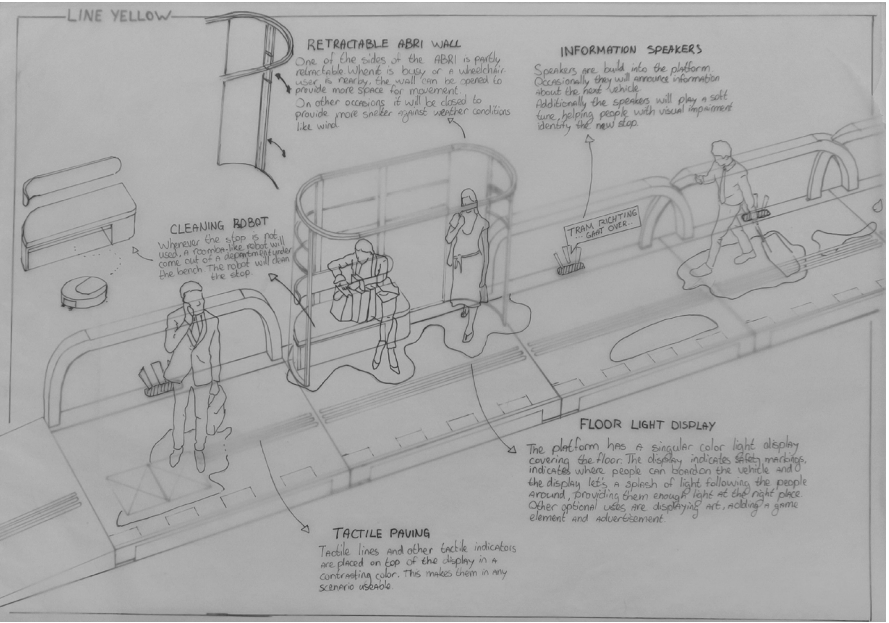 LINE YELLOW
RETRACTABLE ABRI WALL
One of the sides of the ABRI is partly
retractable. When it is busy or a wheelchair
user is nearby, the wall can be opened to
provide more space for movement.
On other occasions it will be closed to
provide more shelter against weather conditions
like wind.
INFORMATION SPEAKERS
Speakers are build into the platform.
Occasionally they will announce information
about the next vehicle.
Additionally the speakers will play a soft
tune, helping people with visual impairment
identify the new stop.
CLEANING ROBOT
Whenever the stop is not
used, a roomba-like robot will
come out of a department under
the bench. The robot will clean
the stop.
TRAM RICHTING
... GAAT OVER...
FLOOR LIGHT DISPLAY
The platform has a singular color light display
covering the floor. The display indicates safety markings,
indicates where people can board on the vehicle and
the display let's a splash of light following the people
around, providing them enough light at the right place.
Other optional uses are displaying art, adding a game
element and advertisement.
TACTILE PAVING
Tactile lines and other tactile indicators
are placed on top of the display in a
contrasting color. This makes them in any
scenario useable.